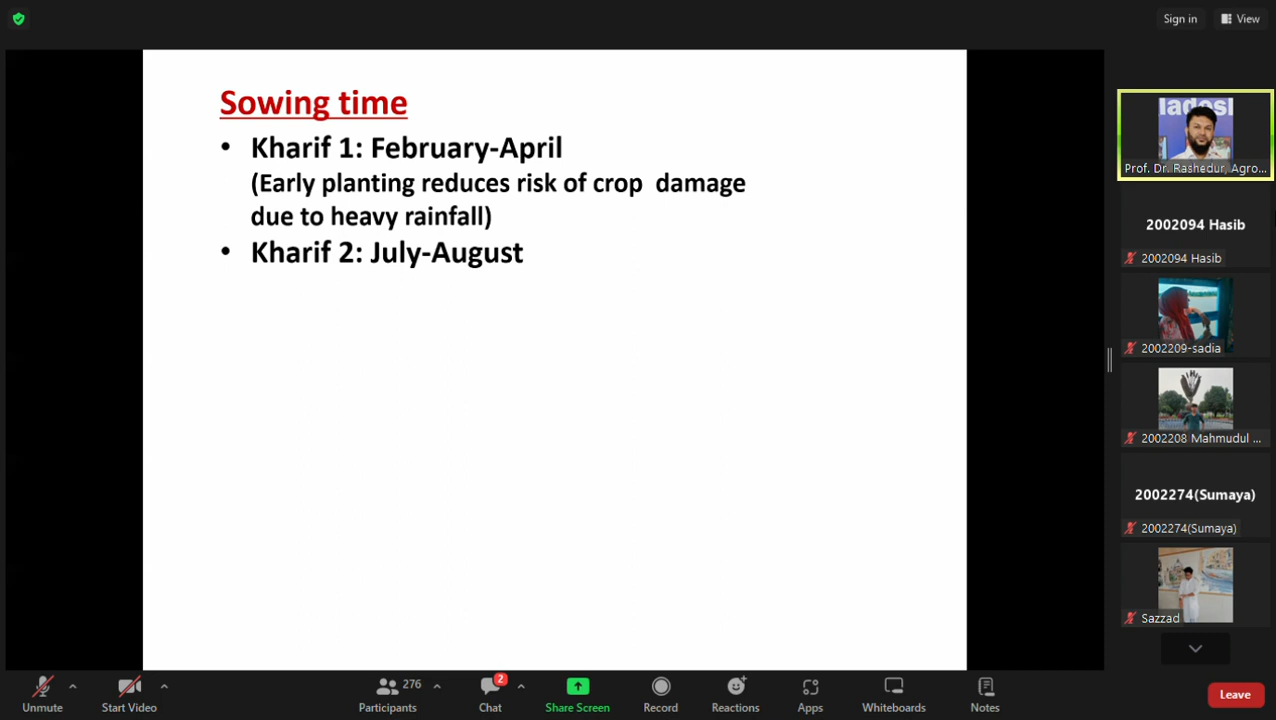 Sign in
View
Sowing time
• Kharif 1: February-April
(Early planting reduces risk of crop damage
due to heavy rainfall)
• Kharif 2: July-August
Prof. Dr. Rashedur, Agro...
2002094 Hasib
2002094 Hasib
2002209-sadia
2002208 Mahmudul ...
2002274(Sumaya)
2002274(Sumaya)
Sazzad
Unmute
Start Video
276
Participants
2
Chat
Share Screen
Record
Reactions
Apps
Whiteboards
Notes
Leave